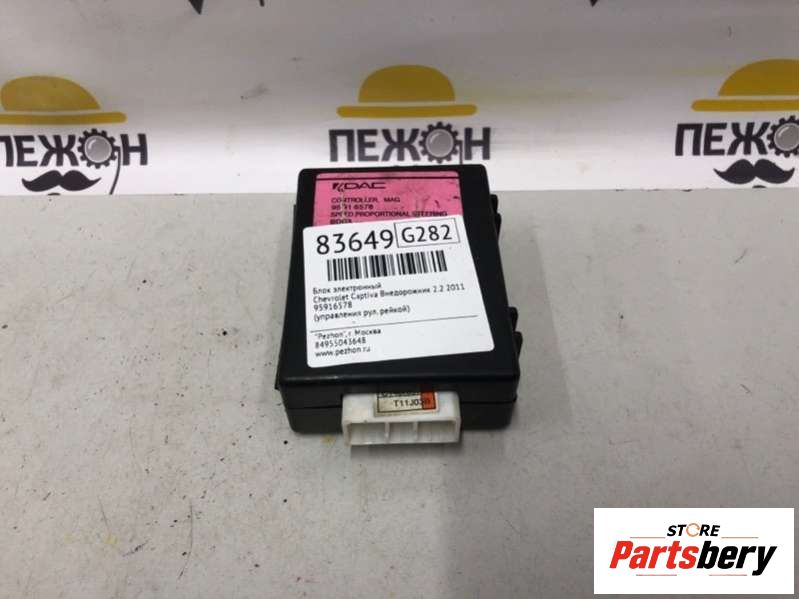 ПЕЖОН
ПЕЖОН
ПЕЖОН
DAC
CONTROLLER, MAG
SPEED PROPORTIONAL STEERING
83649 G282
Блок электронный
Chevrolet Captiva Внедорожник 2.2 2011
95916578
(управления рул. рейкой)
"Pezhon", г. Москва
84955043648
www.pezhon.ru
T11J03B
STORE
Partsbery